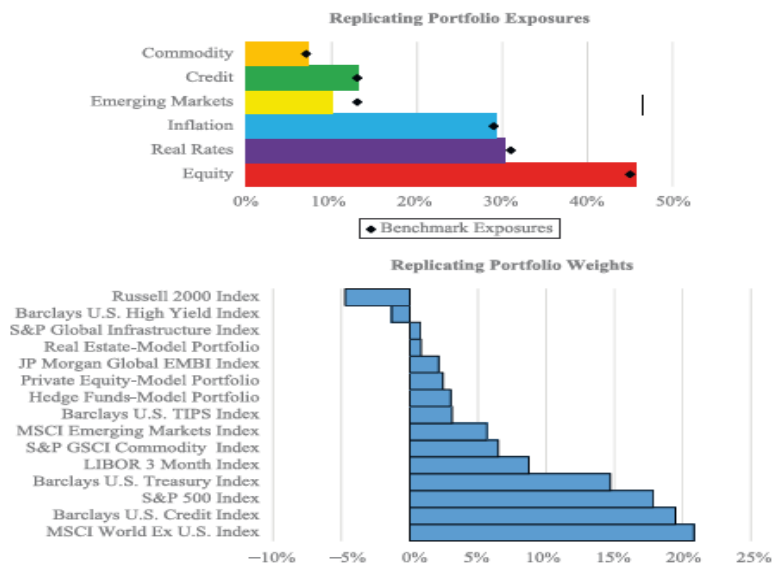 Replicating Portfolio Exposures
Commodity
Credit
Emerging Markets
Inflation
Real Rates
Equity
0% 10% 20% 30% 40% 50%
Benchmark Exposures
Replicating Portfolio Weights
Russell 2000 Index
Barclays U.S. High Yield Index
S&P Global Infrastructure Index
Real Estate-Model Portfolio
JP Morgan Global EMBI Index
Private Equity-Model Portfolio
Hedge Funds-Model Portfolio
Barclays U.S. TIPS Index
MSCI Emerging Markets Index
S&P GSCI Commodity Index
LIBOR 3 Month Index
Barclays U.S. Treasury Index
S&P 500 Index
Barclays U.S. Credit Index
MSCI World Ex U.S. Index
−10% −5% 0% 5% 10% 15% 20% 25%